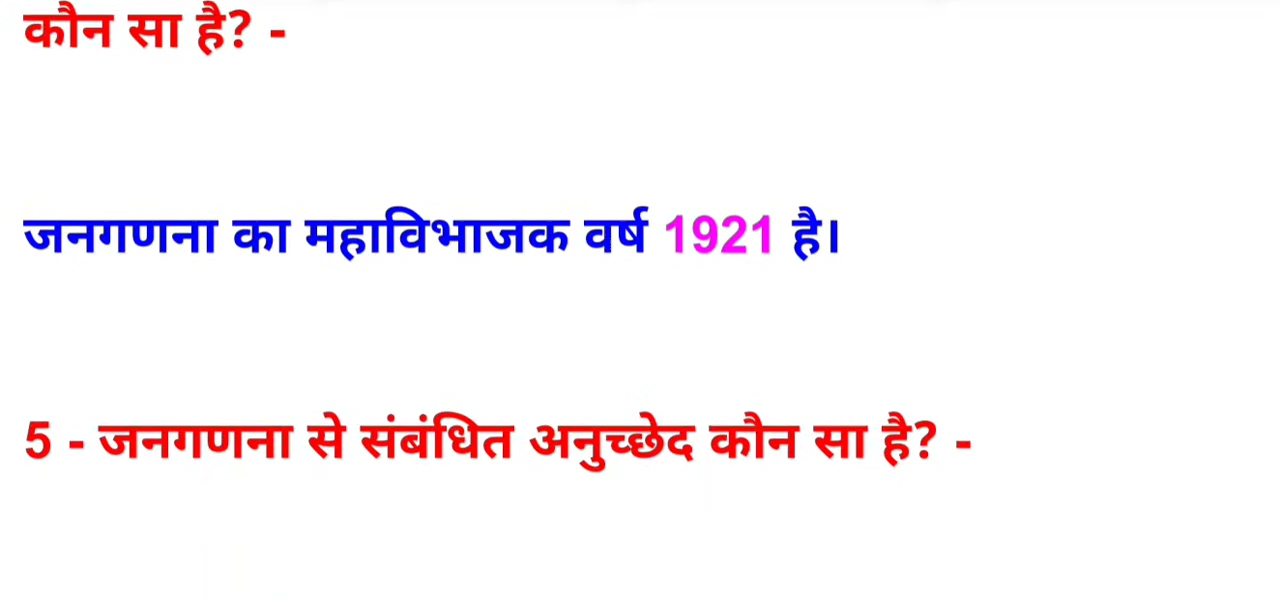 कौन सा है? -
जनगणना का महाविभाजक वर्ष 1921 है।
5 - जनगणना से संबंधित अनुच्छेद कौन सा है? -